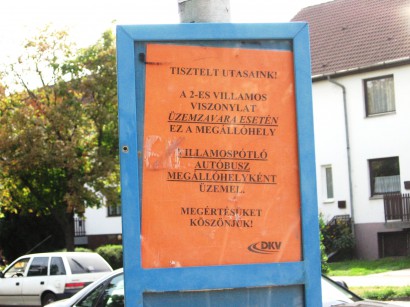 TISZTELT UTASAINK!
A 2-ES VILLAMOS
VISZONYLAT
ÜZEMZAVARA ESETÉN
EZ A MEGÁLLÓHELY
VILLAMOSPÓTLÓ
AUTÓBUSZ
MEGÁLLÓHELYKÉNT
ÜZEMEL.
MEGÉRTÉSÜKET
KÖSZÖNJÜK!
DKV